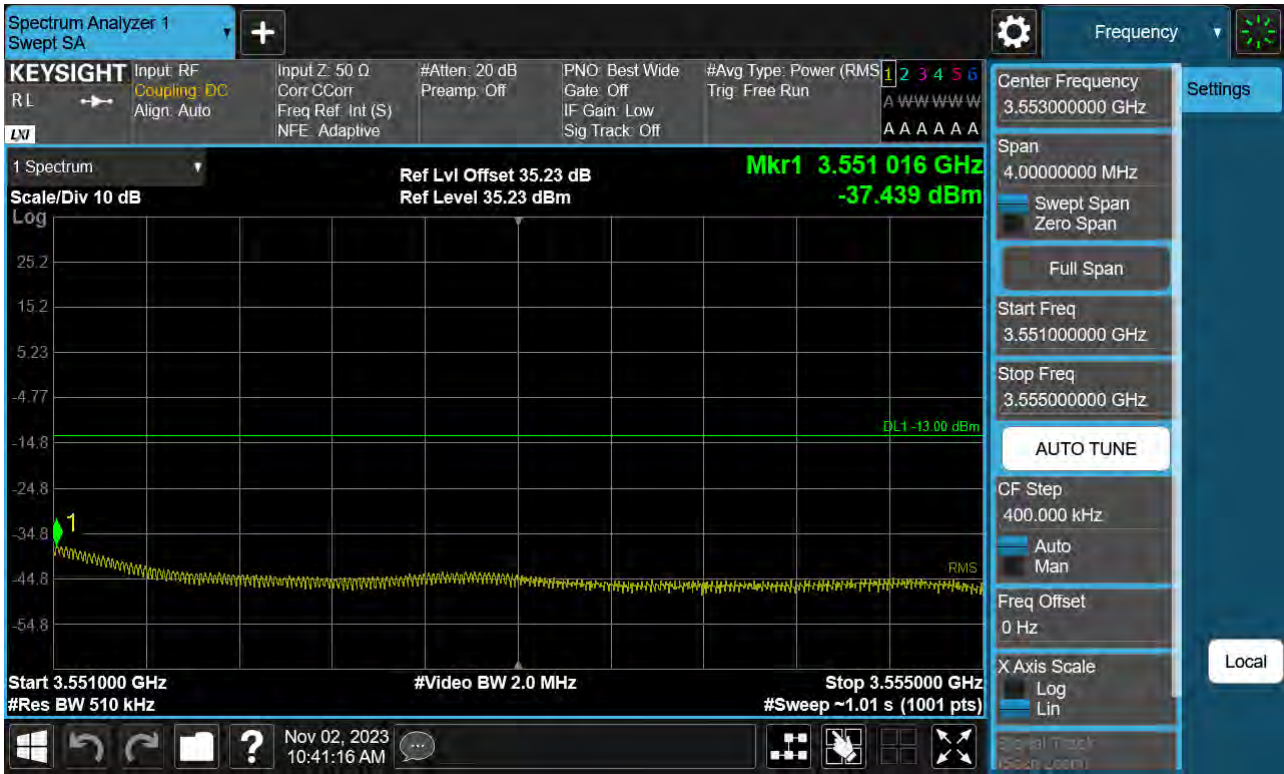 Spectrum Analyzer 1
Swept SA
+
Frequency
KEYSIGHT
RL
LXI
Input: RF
Coupling: DC
Align: Auto
Input Z: 50 Ω
Corr CCorr
Freq Ref: Int (S)
NFE: Adaptive
#Atten: 20 dB
Preamp: Off
PNO: Best Wide
Gate: Off
IF Gain: Low
Sig Track: Off
#Avg Type: Power (RMS
Trig: Free Run
1 2 3 4 5 6
A W W W W W
A A A A A A
1 Spectrum
Scale/Div 10 dB
Log
Ref Lvl Offset 35.23 dB
Ref Level 35.23 dBm
Mkr1 3.551 016 GHz
-37.439 dBm
25.2
15.2
5.23
-4.77
-14.8
-24.8
-34.8
-44.8
-54.8
DL1 -13.00 dBm
1
RMS
Start 3.551000 GHz
#Res BW 510 kHz
#Video BW 2.0 MHz
Stop 3.555000 GHz
#Sweep ~1.01 s (1001 pts)
Center Frequency
3.553000000 GHz
Settings
Span
4.00000000 MHz
Swept Span
Zero Span
Full Span
Start Freq
3.551000000 GHz
Stop Freq
3.555000000 GHz
AUTO TUNE
CF Step
400.000 kHz
Auto
Man
Freq Offset
0 Hz
X Axis Scale
Log
Lin
Signal Track
(Span Zoom)
Local
?
Nov 02, 2023
10:41:16 AM